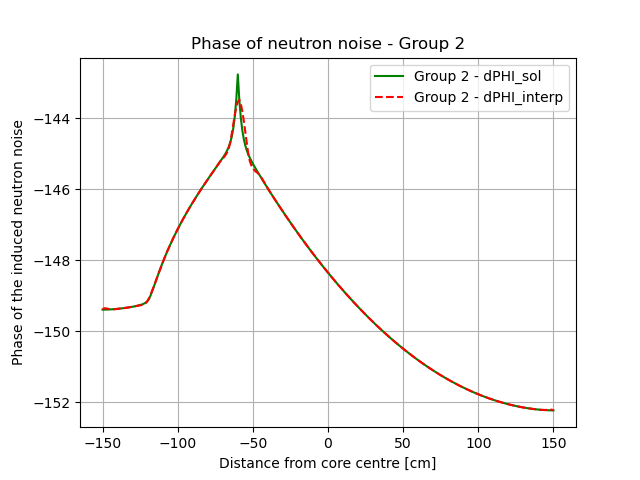 Phase of neutron noise - Group 2
Group 2 - dPHI_sol
Group 2 - dPHI_interp
Phase of the induced neutron noise
−144
−146
−148
−150
−152
−150
−100
−50
0
50
100
150
Distance from core centre [cm]